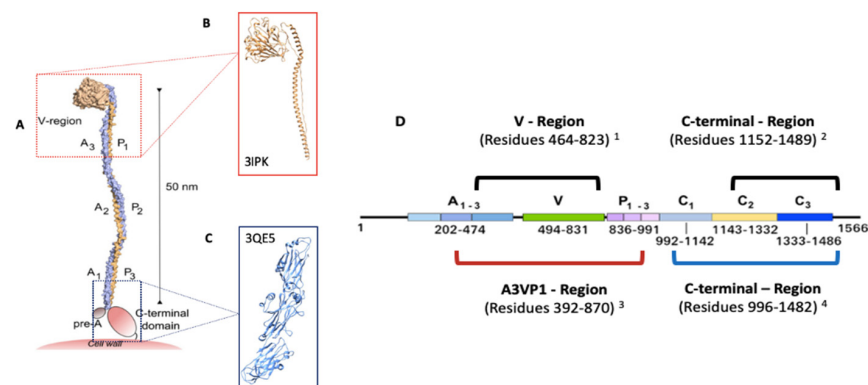 A
V-region
A3
P1
A2
P2
A1
P3
pre-A
C-terminal
domain
Cell wall
50 nm
B
3IPK
C
3QE5
D
V - Region
(Residues 464-823) 1
C-terminal - Region
(Residues 1152-1489) 2
A1-3
V
P1-3
C1
C2
C3
1
202-474
494-831
836-991
992-1142
1143-1332
1333-1486
1566
A3VP1 - Region
(Residues 392-870) 3
C-terminal – Region
(Residues 996-1482) 4